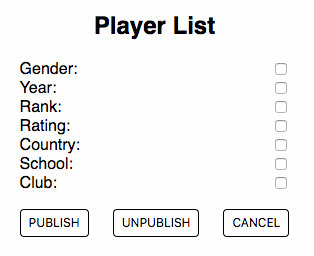 Player List
Gender:
Year:
Rank:
Rating:
Country:
School:
Club:
PUBLISH UNPUBLISH CANCEL